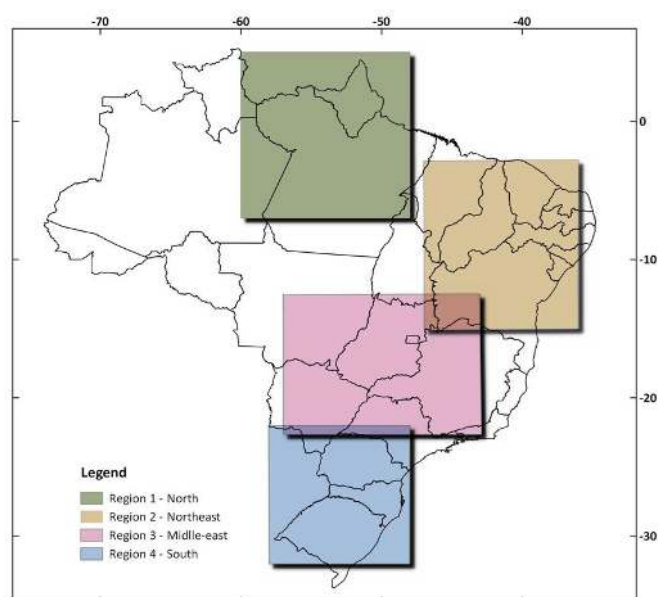 -70 -60 -50 -40
0
-10
-20
-30
Legend
Region 1 - North
Region 2 - Northeast
Region 3 - Midlle-east
Region 4 - South